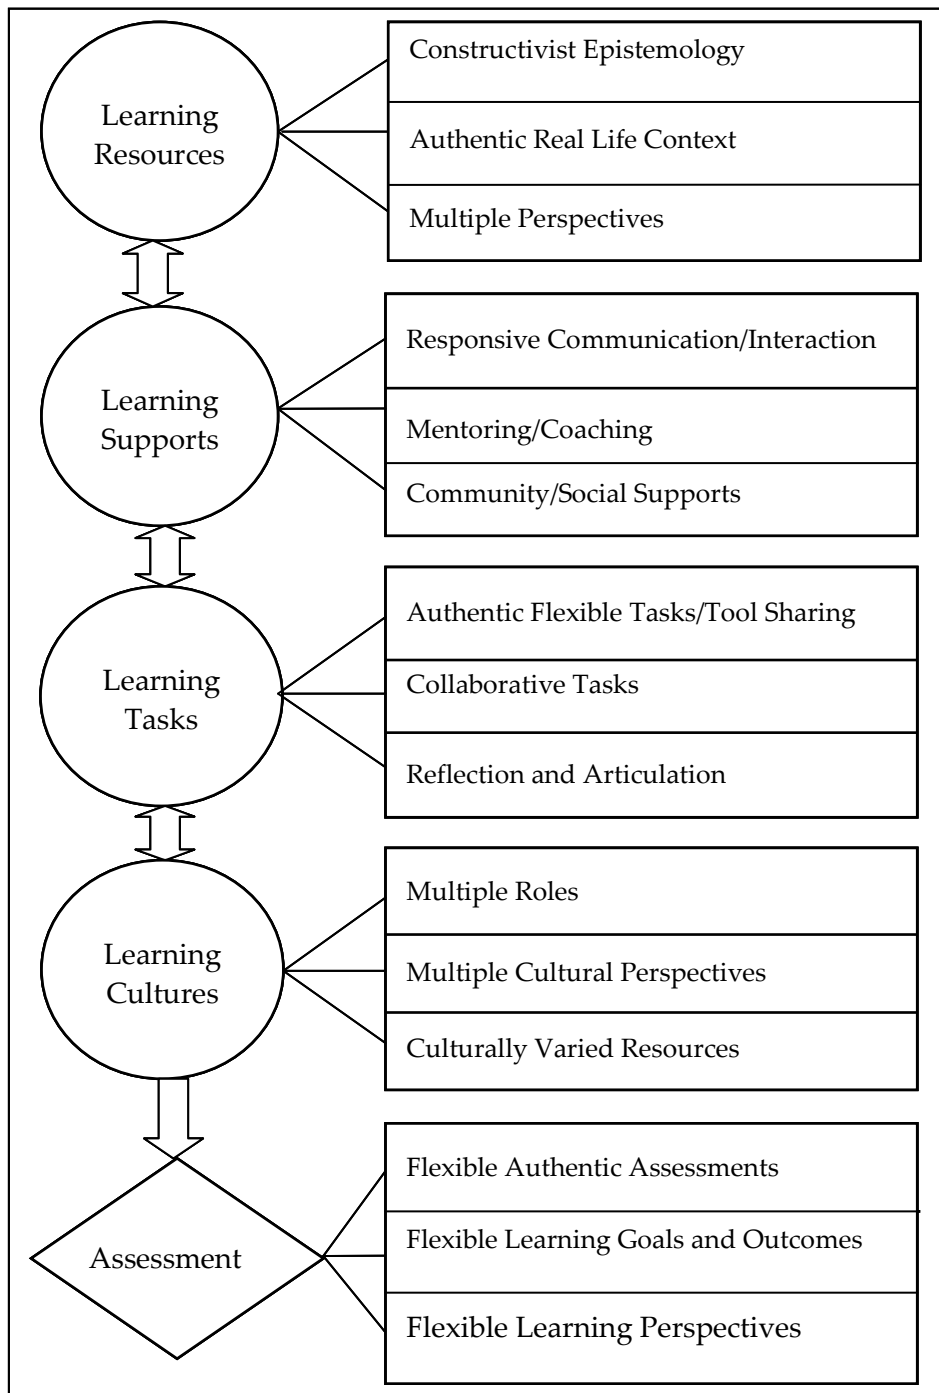 Learning
Resources
Constructivist Epistemology
Authentic Real Life Context
Multiple Perspectives
Learning
Supports
Responsive Communication/Interaction
Mentoring/Coaching
Community/Social Supports
Learning
Tasks
Authentic Flexible Tasks/Tool Sharing
Collaborative Tasks
Reflection and Articulation
Learning
Cultures
Multiple Roles
Multiple Cultural Perspectives
Culturally Varied Resources
Assessment
Flexible Authentic Assessments
Flexible Learning Goals and Outcomes
Flexible Learning Perspectives